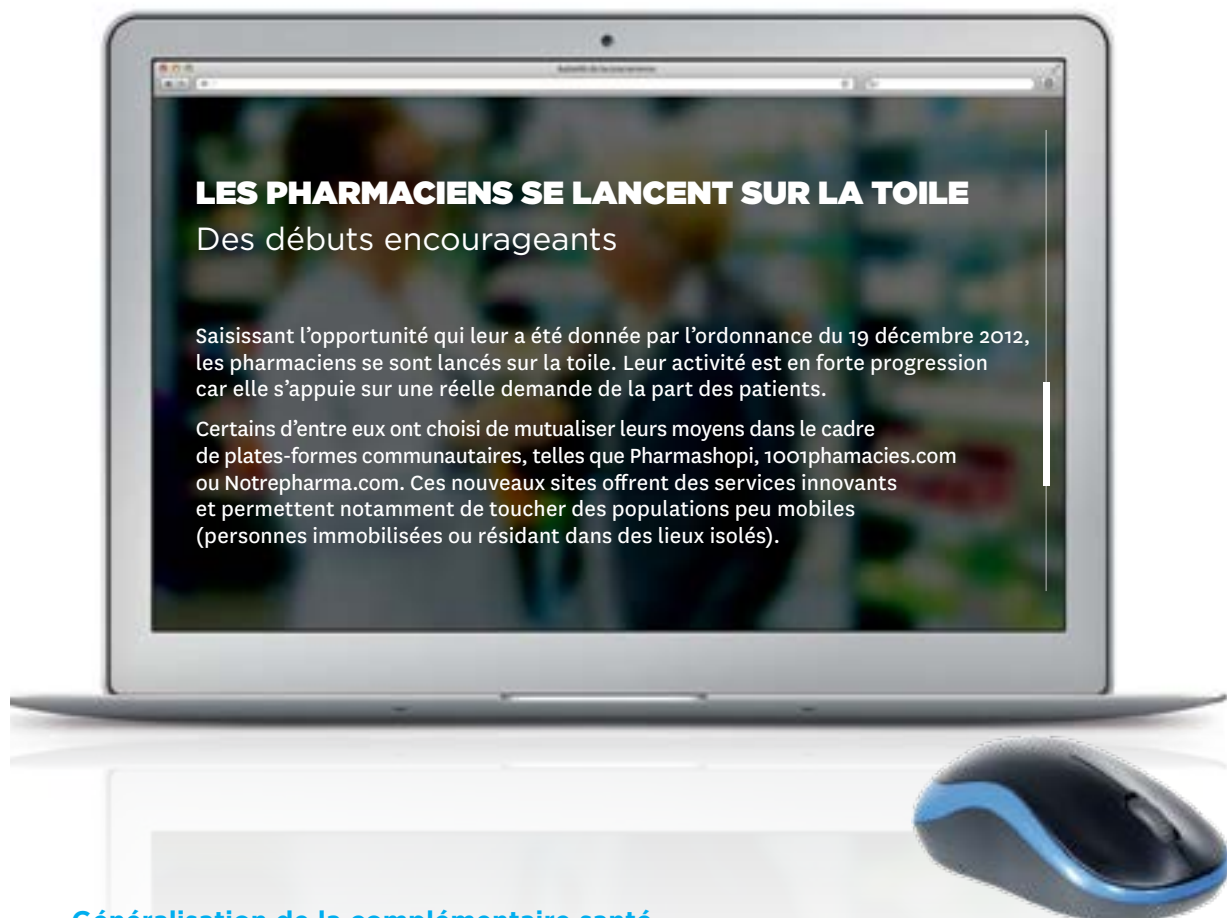 LES PHARMACIENS SE LANCENT SUR LA TOILE
Des débuts encourageants
Saisissant l’opportunité qui leur a été donnée par l’ordonnance du 19 décembre 2012,
les pharmaciens se sont lancés sur la toile. Leur activité est en forte progression
car elle s’appuie sur une réelle demande de la part des patients.
Certains d’entre eux ont choisi de mutualiser leurs moyens dans le cadre
de plates-formes communautaires, telles que Pharmashopi, 1001phamacies.com
ou Notrepharma.com. Ces nouveaux sites offrent des services innovants
et permettent notamment de toucher des populations peu mobiles
(personnes immobilisées ou résidant dans des lieux isolés).
Généralisation de la complémentaire santé